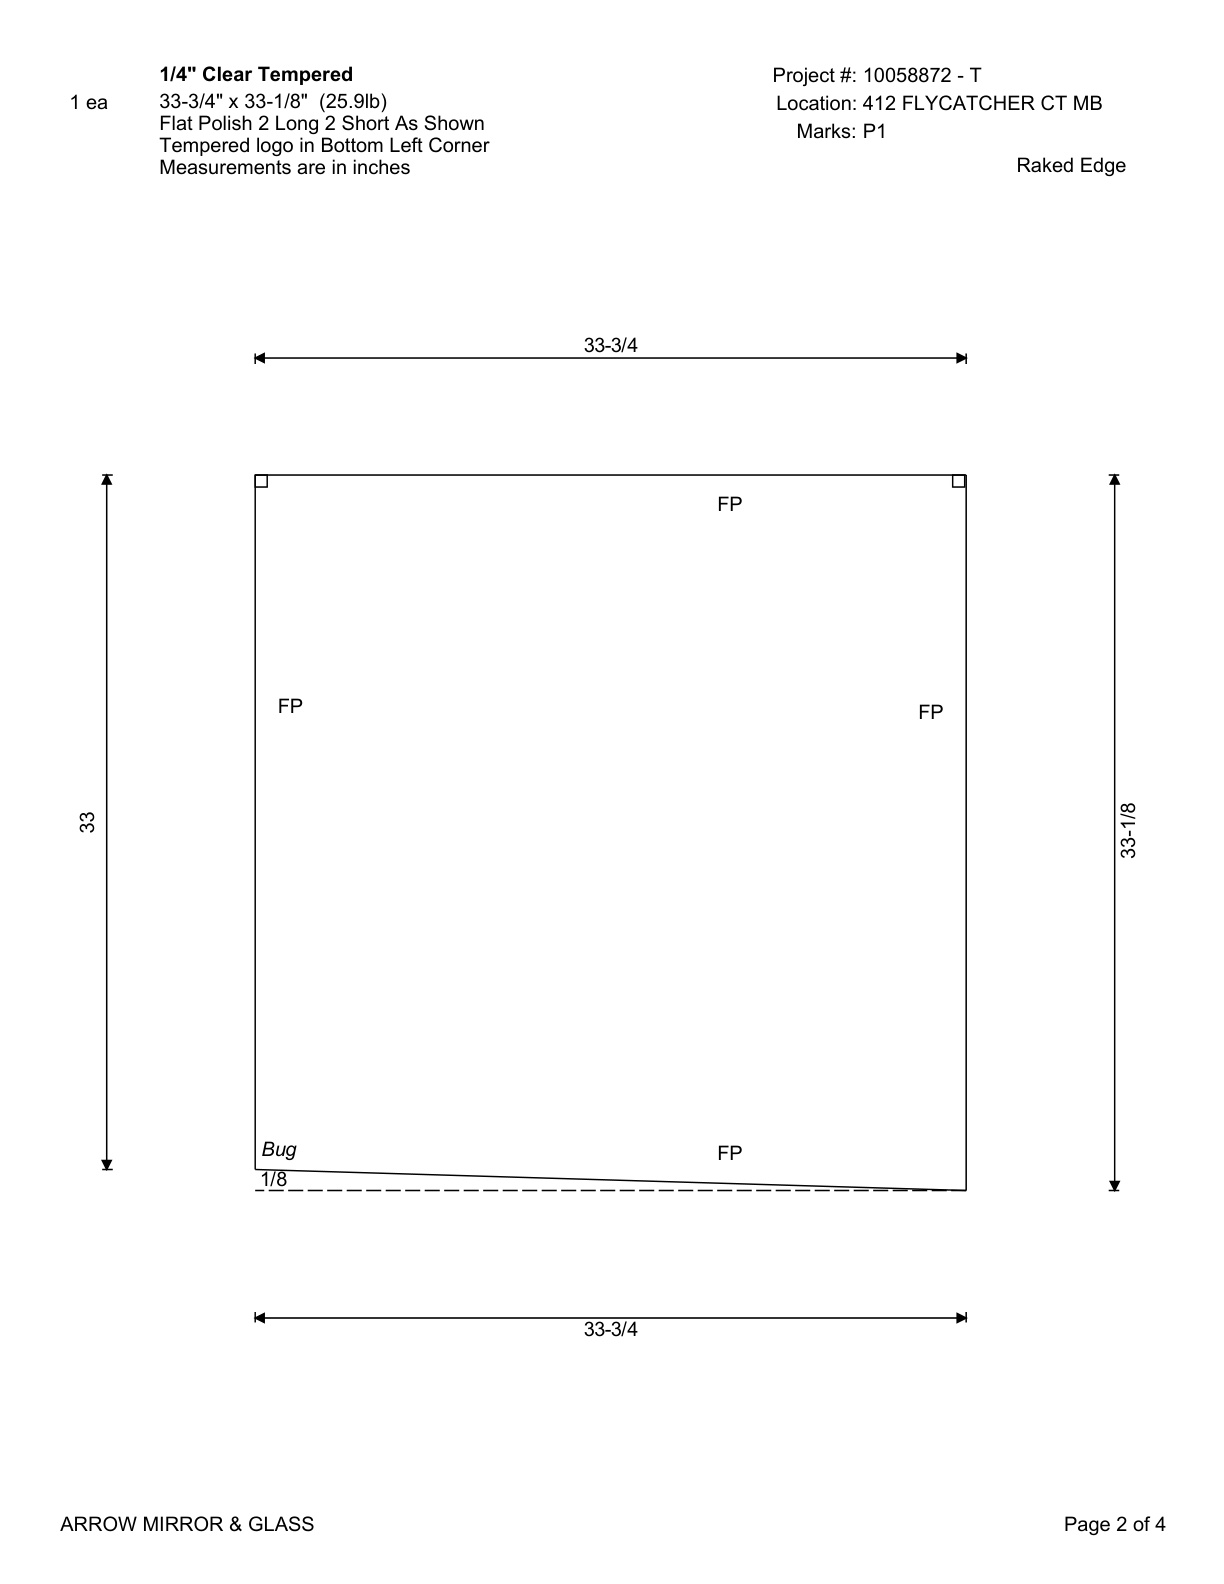 1/4" Clear Tempered
1 ea
33-3/4" x 33-1/8" (25.9lb)
Flat Polish 2 Long 2 Short As Shown
Tempered logo in Bottom Left Corner
Measurements are in inches
Project #: 10058872 - T
Location: 412 FLYCATCHER CT MB
Marks: P1
Raked Edge
33-3/4
FP
FP
FP
33
33-1/8
Bug
FP
1/8
33-3/4
ARROW MIRROR & GLASS
Page 2 of 4